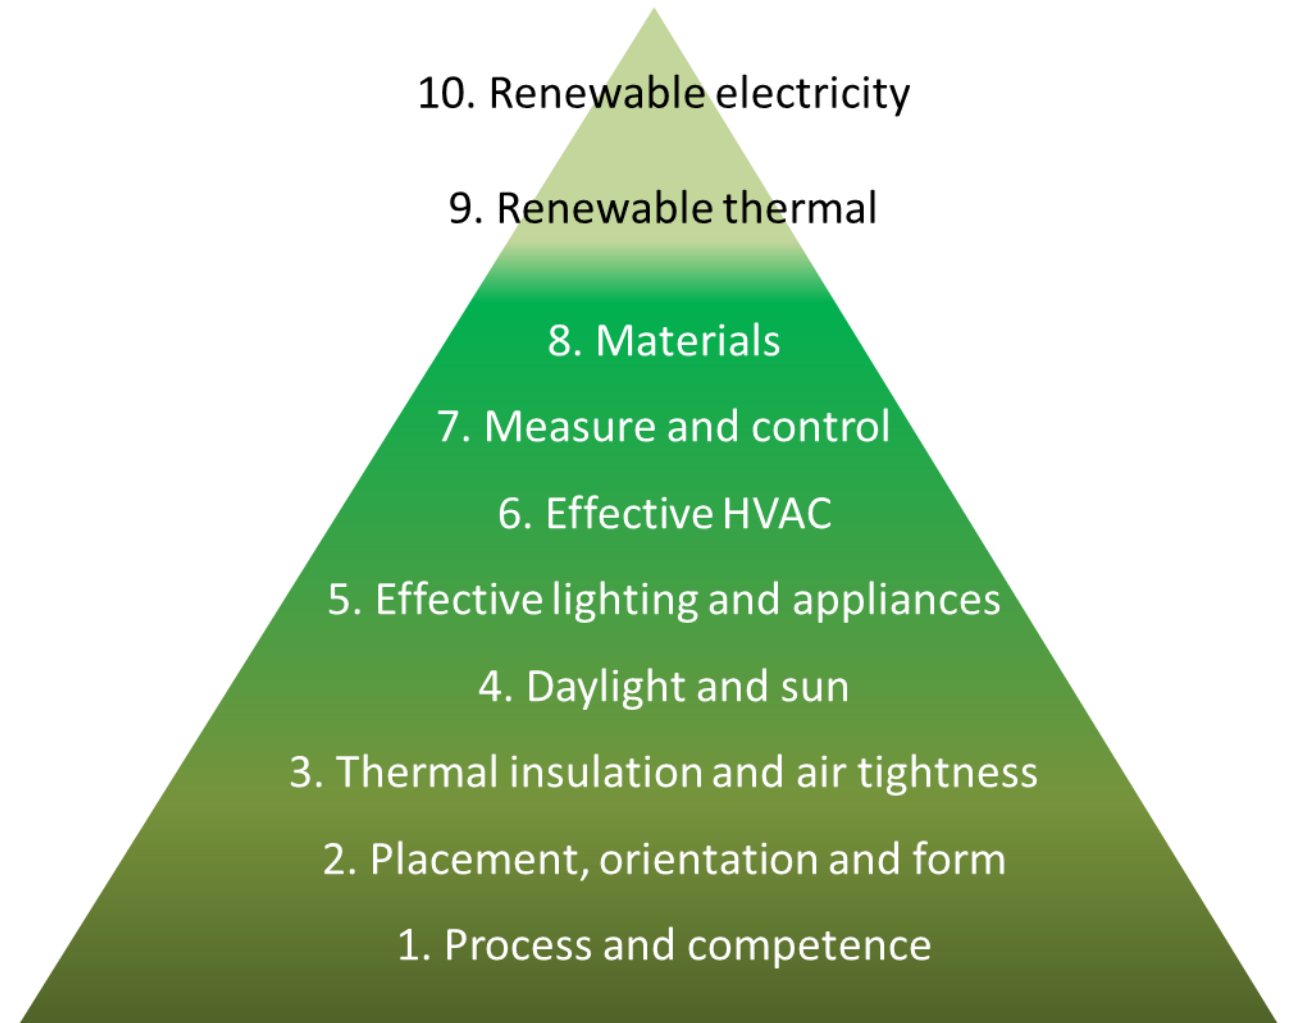 10. Renewable electricity
9. Renewable thermal
8. Materials
7. Measure and control
6. Effective HVAC
5. Effective lighting and appliances
4. Daylight and sun
3. Thermal insulation and air tightness
2. Placement, orientation and form
1. Process and competence